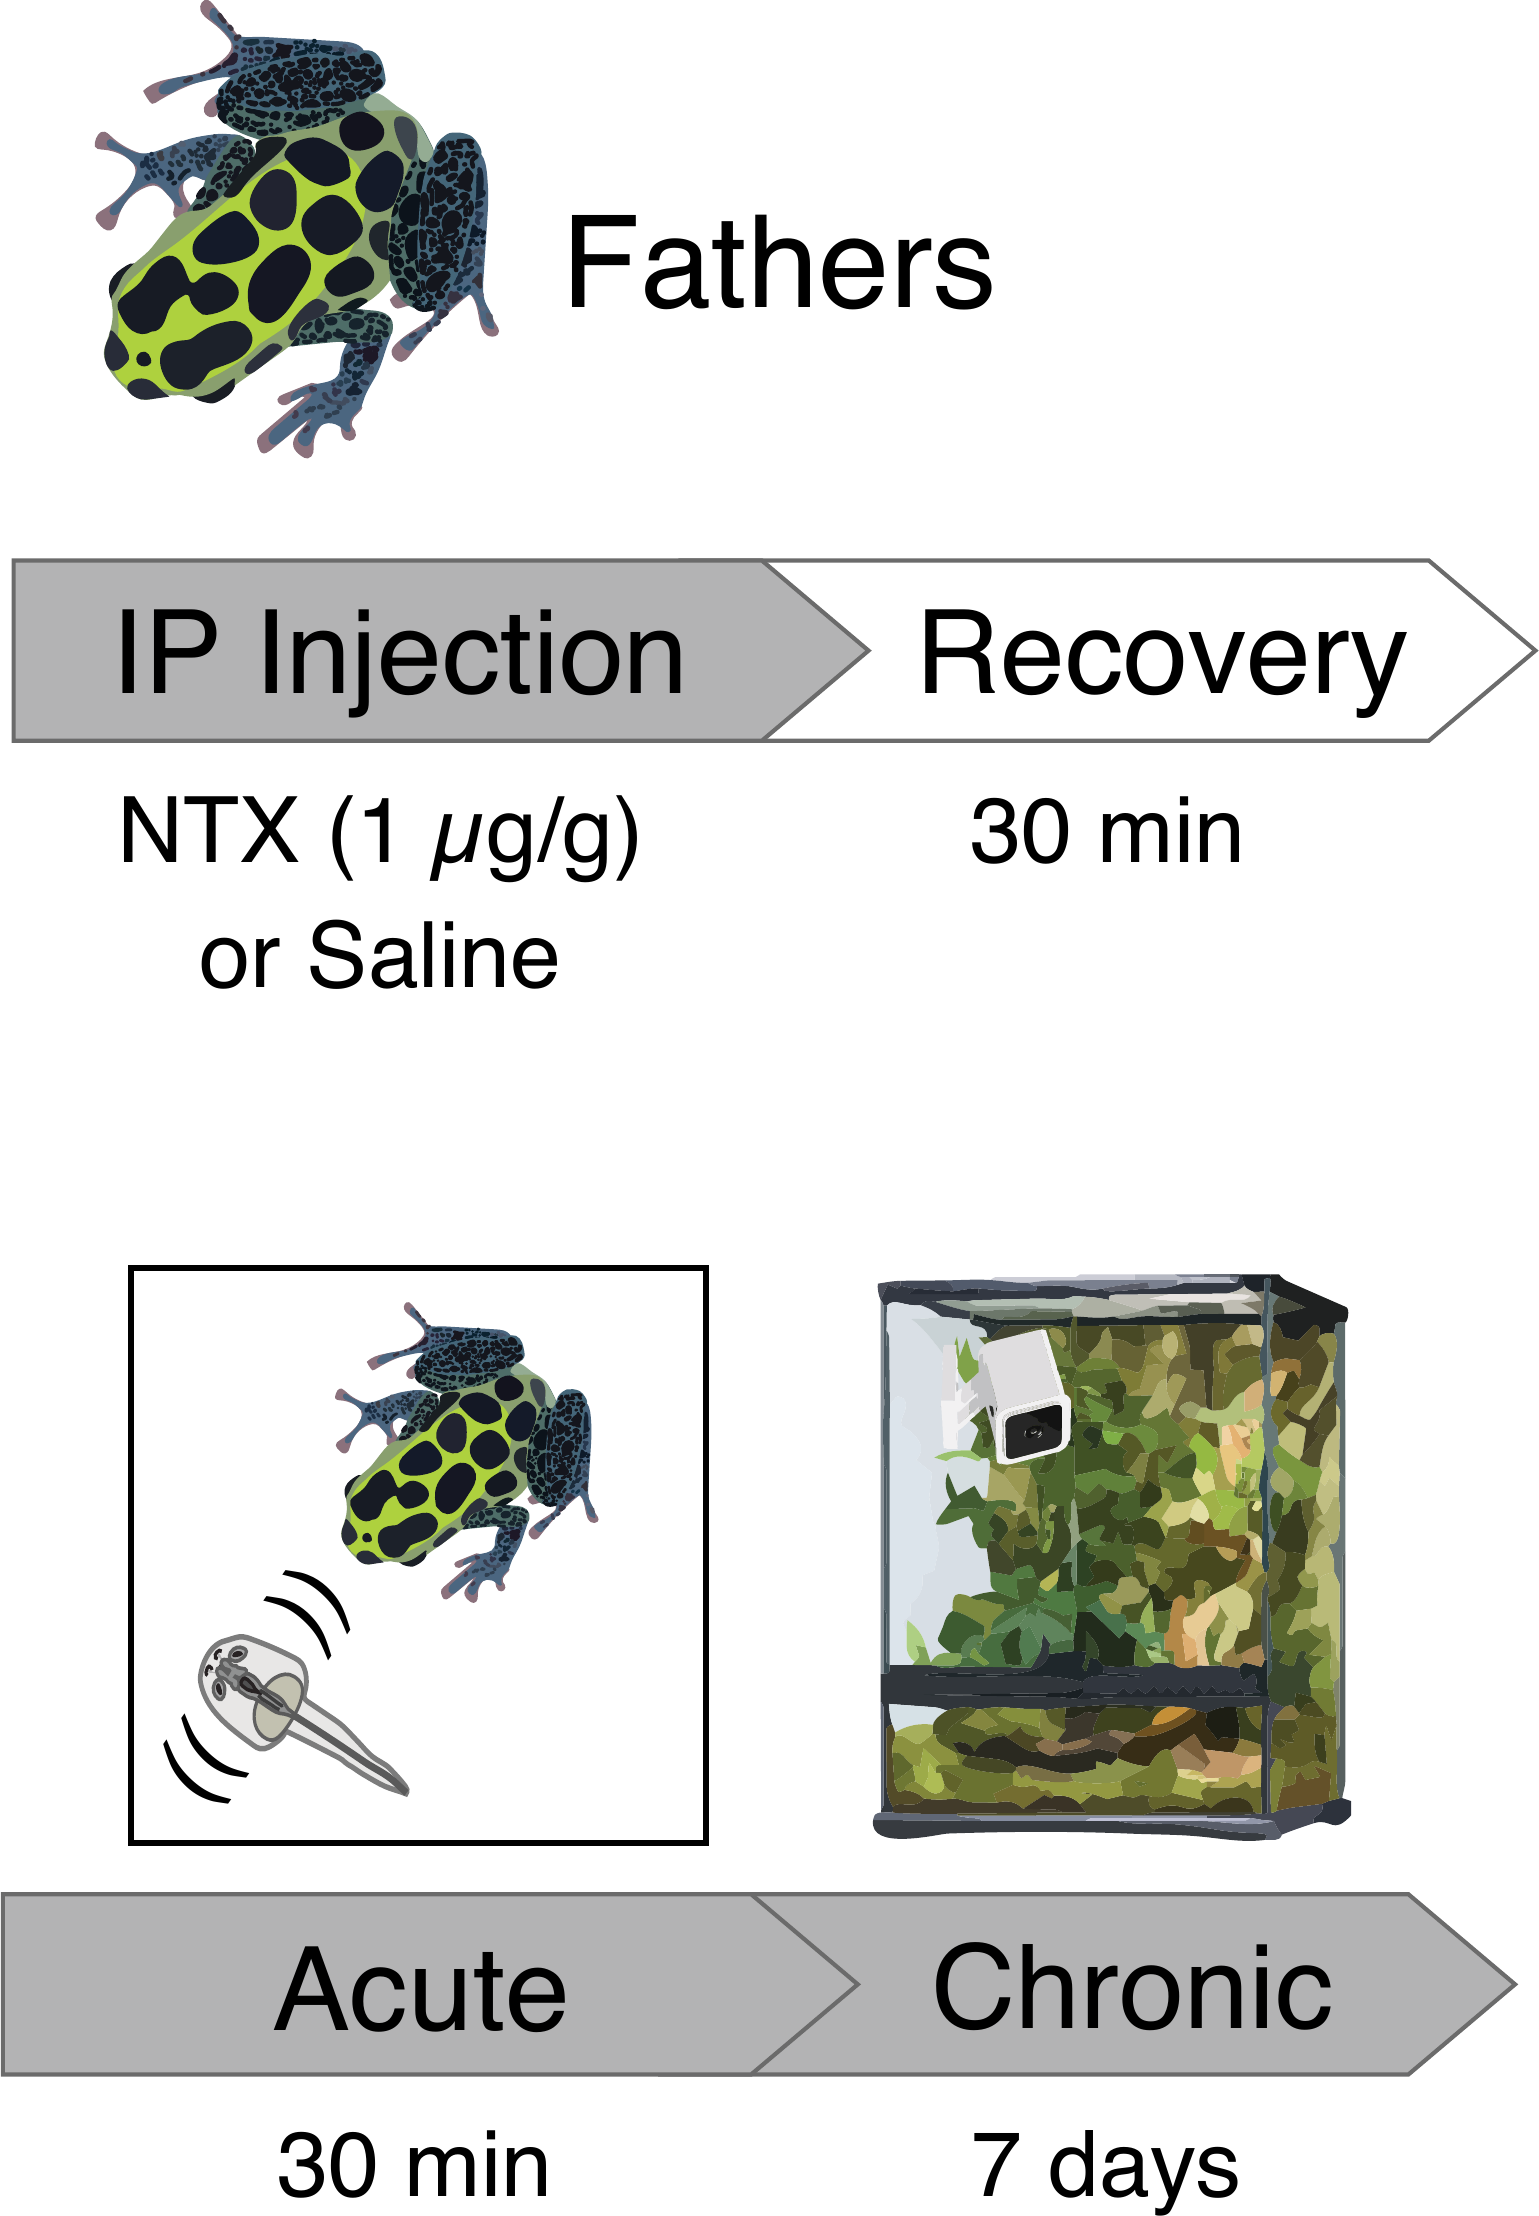 Fathers
IP Injection
Recovery
NTX (1 µg/g)
or Saline
30 min
Acute
Chronic
30 min
7 days